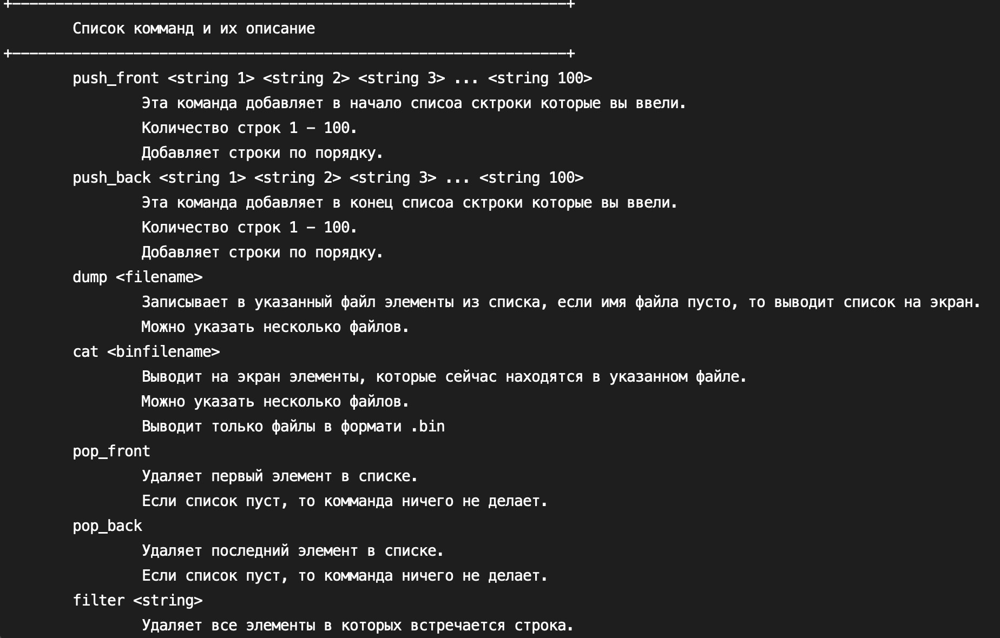 +----------------------------------------------------------------+
Список комманд и их описание
+----------------------------------------------------------------+
push_front <string 1> <string 2> <string 3> ... <string 100>
Эта команда добавляет в начало списоа сктроки которые вы ввели.
Количество строк 1 - 100.
Добавляет строки по порядку.
push_back <string 1> <string 2> <string 3> ... <string 100>
Эта команда добавляет в конец списоа сктроки которые вы ввели.
Количество строк 1 - 100.
Добавляет строки по порядку.
dump <filename>
Записывает в указанный файл элементы из списка, если имя файла пусто, то выводит список на экран.
Можно указать несколько файлов.
cat <binfilename>
Выводит на экран элементы, которые сейчас находятся в указанном файле.
Можно указать несколько файлов.
Выводит только файлы в формати .bin
pop_front
Удаляет первый элемент в списке.
Если список пуст, то комманда ничего не делает.
pop_back
Удаляет последний элемент в списке.
Если список пуст, то комманда ничего не делает.
filter <string>
Удаляет все элементы в которых встречается строка.